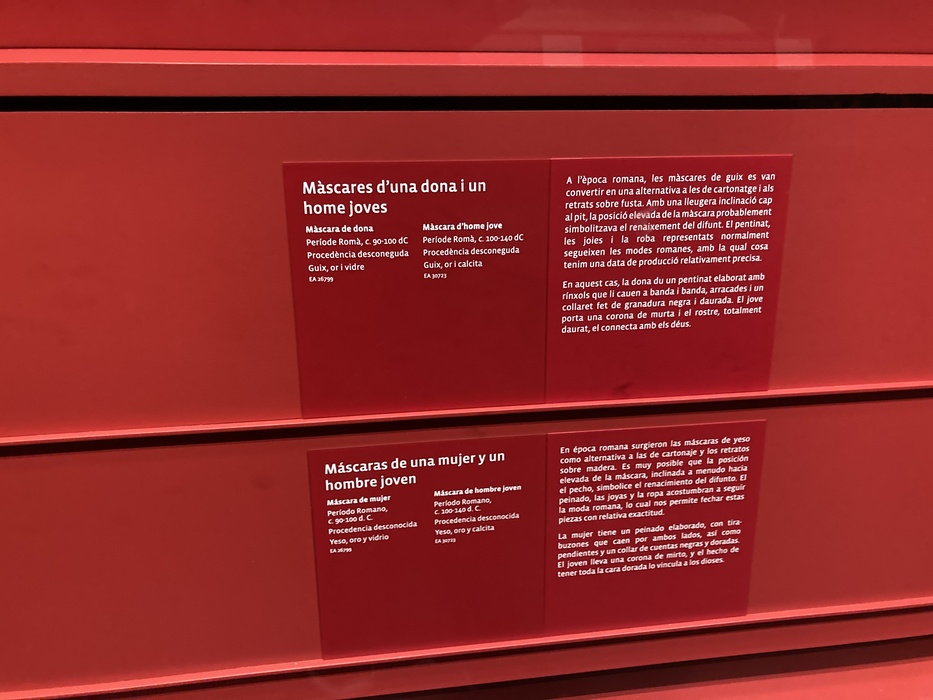 Màscares d'una dona i un
home joves
Màscara de dona
Període Romà, c. 90-100 dC
Procedència desconeguda
Guix, or i vidre
EA 26799
Màscara d'home jove
Període Romà, c. 100-140 dC
Procedència desconeguda
Guix, or i calcita
EA 30723
A l'època romana, les màscares de guix es van
convertir en una alternativa a les de cartonatge i als
retrats sobre fusta. Amb una lleugera inclinació cap
al pit, la posició elevada de la màscara probablement
simbolitzava el renaixement del difunt. El pentinat,
les joies i la roba representats normalment
segueixen les modes romanes, amb la qual cosa
tenim una data de producció relativament precisa.
En aquest cas, la dona du un pentinat elaborat amb
rínxols que li cauen a banda i banda, arracades i un
collaret fet de granadura negra i daurada. El jove
porta una corona de murta i el rostre, totalment
daurat, el connecta amb els déus.
Máscaras de una mujer y un
hombre joven
Máscara de mujer
Período Romano,
c. 90-100 d. C.
Procedencia desconocida
Yeso, oro y vidrio
EA 26799
Máscara de hombre joven
Período Romano,
c. 100-140 d. C.
Procedencia desconocida
Yeso, oro y calcita
EA 30723
En época romana surgieron las máscaras de yeso
como alternativa a las de cartonaje y los retratos
sobre madera. Es muy posible que la posición
elevada de la máscara, inclinada a menudo hacia
el pecho, simbolice el renacimiento del difunto. El
peinado, las joyas y la ropa acostumbran a seguir
la moda romana, lo cual nos permite fechar estas
piezas con relativa exactitud.
La mujer tiene un peinado elaborado, con tira-
buzones que caen por ambos lados, así como
pendientes y un collar de cuentas negras y doradas.
El joven lleva una corona de mirto, y el hecho de
tener toda la cara dorada lo vincula a los dioses.